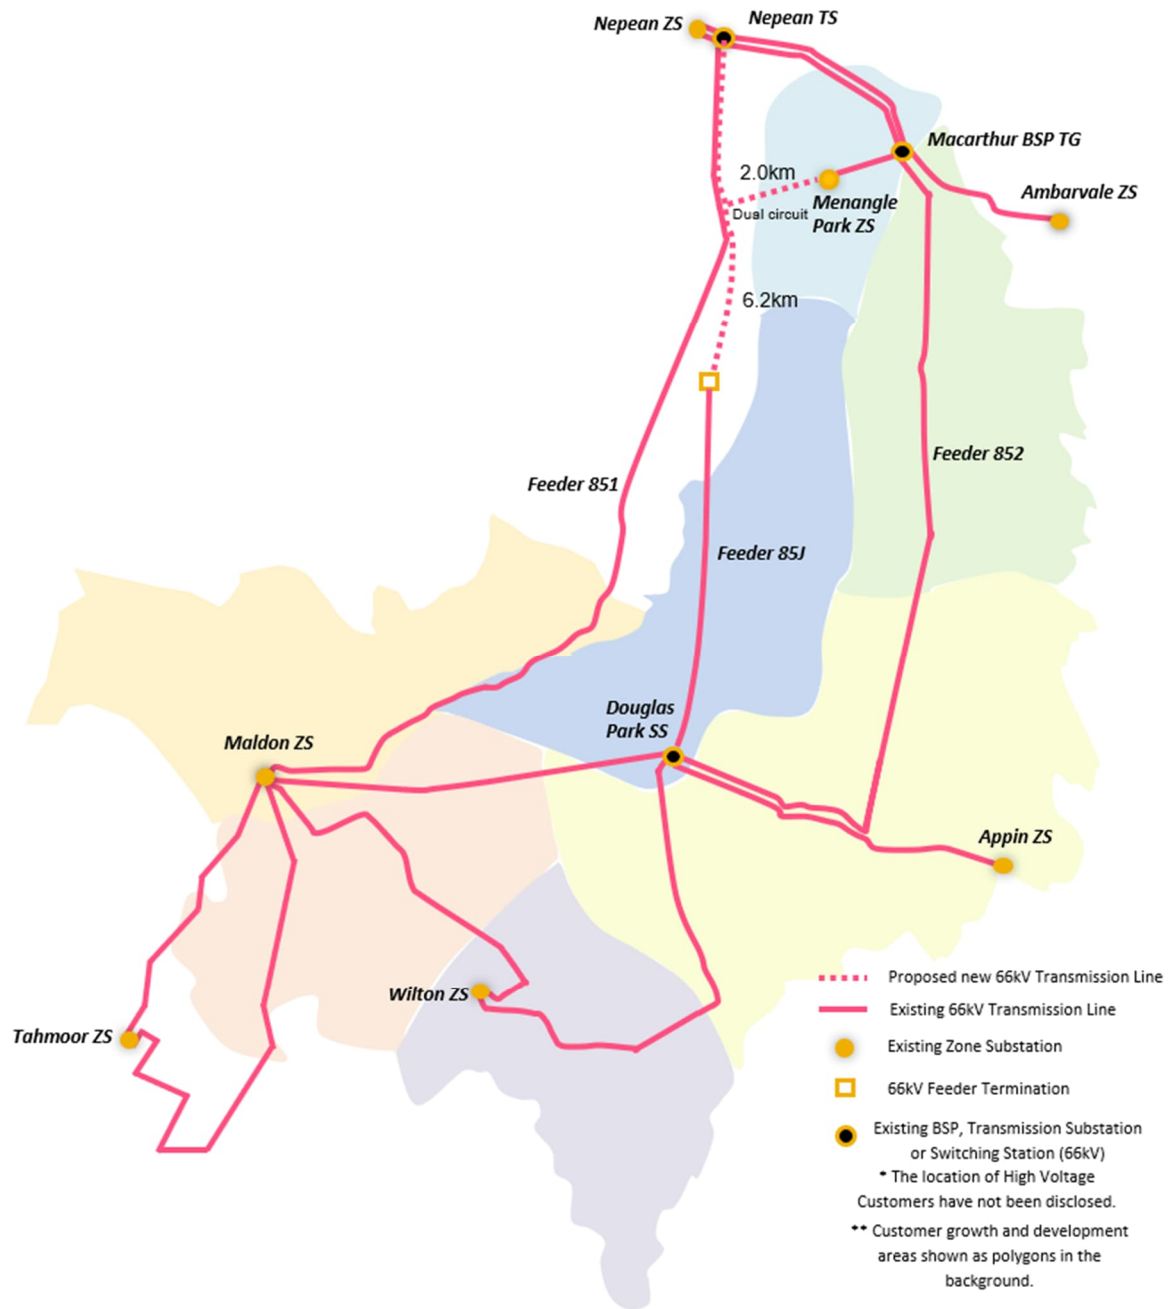 Nepean ZS
Nepean TS
Macarthur BSP TG
2.0km
Menangle
Park ZS
Dual circuit
Ambarvale ZS
6.2km
Feeder 851
Feeder 852
Feeder 85J
Douglas
Park SS
Maldon ZS
Appin ZS
Wilton ZS
Tahmoor ZS
Proposed new 66kV Transmission Line
Existing 66kV Transmission Line
Existing Zone Substation
66kV Feeder Termination
Existing BSP, Transmission Substation
or Switching Station (66kV)
* The location of High Voltage
Customers have not been disclosed.
** Customer growth and development
areas shown as polygons in the
background.